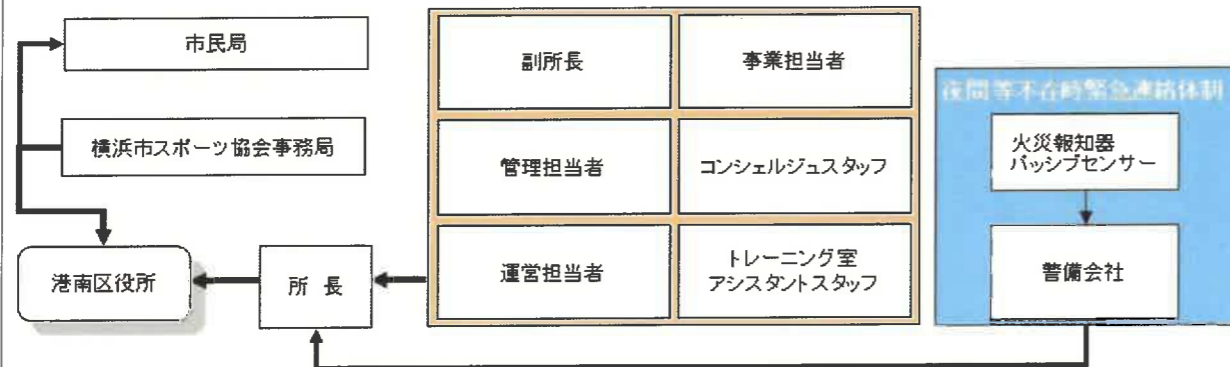 市民局
横浜市スポーツ協会事務局
港南区役所
所 長
副所長
事業担当者
管理担当者
コンシェルジュスタッフ
運営担当者
トレーニング室
アシスタントスタッフ
夜間等不在時緊急連絡体制
火災報知器
パッシブセンサー
警備会社